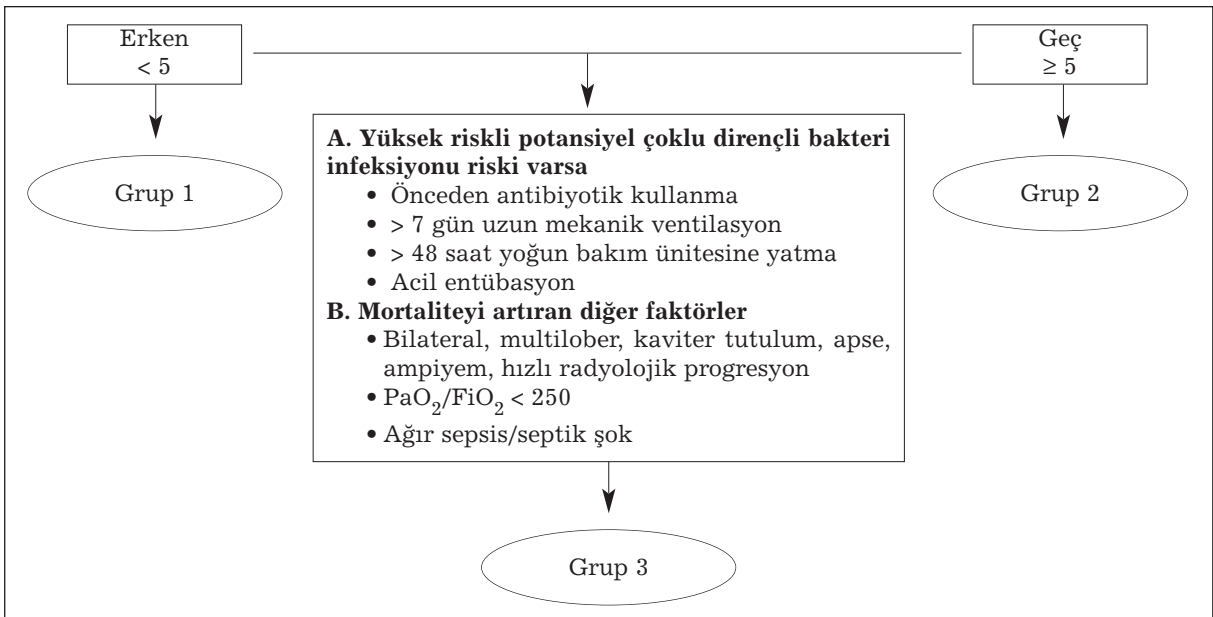 Erken
< 5
Geç
≥ 5
A. Yüksek riskli potansiyel çoklu dirençli bakteri
infeksiyonu riski varsa
• Önceden antibiyotik kullanma
• > 7 gün uzun mekanik ventilasyon
• > 48 saat yoğun bakım ünitesine yatma
• Acil entübasyon
B. Mortaliteyi artıran diğer faktörler
• Bilateral, multilober, kaviter tutulum, apse,
ampiyem, hızlı radyolojik progresyon
• PaO₂/FiO₂ < 250
• Ağır sepsis/septik şok
Grup 1
Grup 2
Grup 3